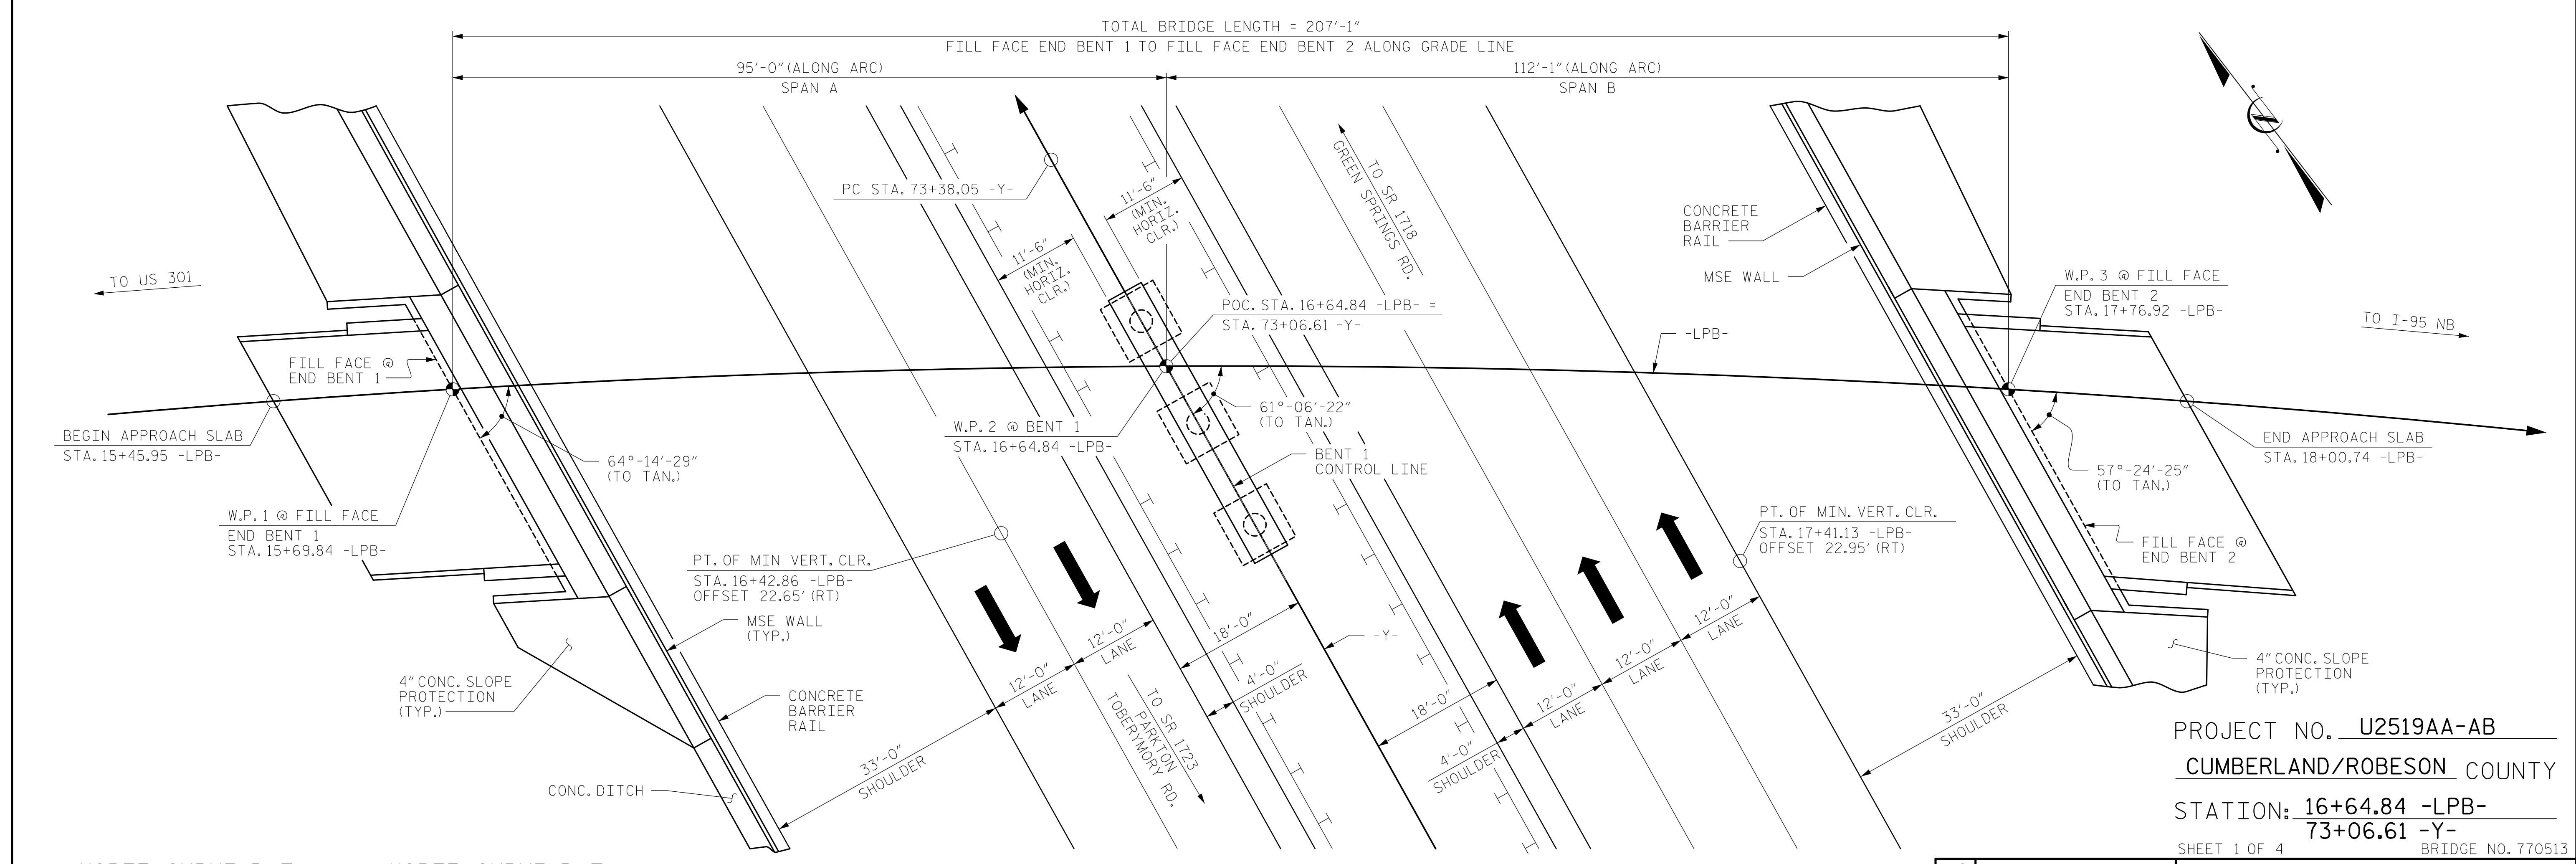 TOTAL BRIDGE LENGTH = 207'-1"
FILL FACE END BENT 1 TO FILL FACE END BENT 2 ALONG GRADE LINE
95'-0"(ALONG ARC)
SPAN A
112'-1"(ALONG ARC)
SPAN B
PC STA. 73+38.05 -Y-
11'-6"
(MIN.
HORIZ.
CLR.)
11'-6"
(MIN.
HORIZ.
CLR.)
TO SR 1718
GREEN SPRINGS RD.
CONCRETE
BARRIER
RAIL
MSE WALL
TO US 301
FILL FACE @
END BENT 1
POC. STA. 16+64.84 -LPB- =
STA. 73+06.61 -Y-
-LPB-
W.P. 3 @ FILL FACE
END BENT 2
STA. 17+76.92 -LPB-
TO I-95 NB
BEGIN APPROACH SLAB
STA. 15+45.95 -LPB-
64°-14'-29"
(TO TAN.)
W.P. 2 @ BENT 1
STA. 16+64.84 -LPB-
61°-06'-22"
(TO TAN.)
BENT 1
CONTROL LINE
57°-24'-25"
(TO TAN.)
END APPROACH SLAB
STA. 18+00.74 -LPB-
W.P. 1 @ FILL FACE
END BENT 1
STA. 15+69.84 -LPB-
PT. OF MIN VERT. CLR.
STA. 16+42.86 -LPB-
OFFSET 22.65' (RT)
PT. OF MIN. VERT. CLR.
STA. 17+41.13 -LPB-
OFFSET 22.95' (RT)
FILL FACE @
END BENT 2
MSE WALL
(TYP.)
4" CONC. SLOPE
PROTECTION
(TYP.)
CONCRETE
BARRIER
RAIL
CONC. DITCH
33'-0"
SHOULDER
12'-0"
LANE
12'-0"
LANE
18'-0"
4'-0"
SHOULDER
TO SR 1723
PARKTON
TOBERYMORY RD.
-Y-
18'-0"
4'-0"
SHOULDER
12'-0"
LANE
12'-0"
LANE
12'-0"
LANE
33'-0"
SHOULDER
4" CONC. SLOPE
PROTECTION
(TYP.)
PROJECT NO. U2519AA-AB
CUMBERLAND/ROBESON COUNTY
STATION: 16+64.84 -LPB-
73+06.61 -Y-
SHEET 1 OF 4 BRIDGE NO. 770513